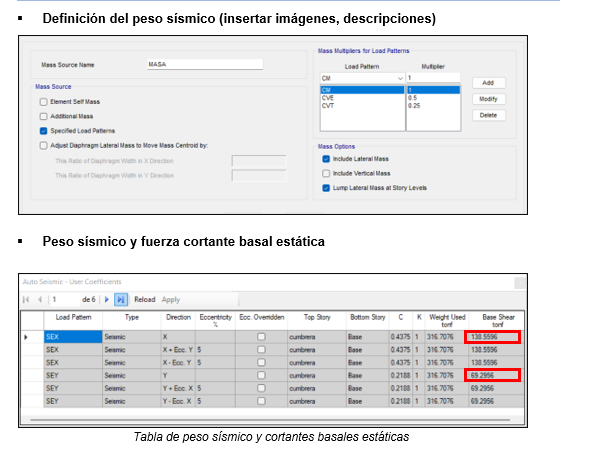 ▪ Definición del peso sísmico (insertar imágenes, descripciones)
Mass Source Name MASA
Mass Source
Element Self Mass
Additional Mass
Specified Load Patterns
Adjust Diaphragm Lateral Mass to Move Mass Centroid by:
This Ratio of Diaphragm Width in X Direction
This Ratio of Diaphragm Width in Y Direction
Mass Multipliers for Load Patterns
Load Pattern Multiplier
CM 1
CM 1
CVE 0.5
CVT 0.25
Add
Modify
Delete
Mass Options
Include Lateral Mass
Include Vertical Mass
Lump Lateral Mass at Story Levels
▪ Peso sísmico y fuerza cortante basal estática
Auto Seismic - User Coefficients
1 de 6 Reload Apply
Load Pattern Type Direction Eccentricity % Ecc. Overridden Top Story Bottom Story C K Weight Used tonf Base Shear tonf
SEX Seismic X cumbrera Base 0.4375 1 316.7076 138.5596
SEX Seismic X + Ecc. Y 5 cumbrera Base 0.4375 1 316.7076 138.5596
SEX Seismic X - Ecc. Y 5 cumbrera Base 0.4375 1 316.7076 138.5596
SEY Seismic Y cumbrera Base 0.2188 1 316.7076 69.2956
SEY Seismic Y + Ecc. X 5 cumbrera Base 0.2188 1 316.7076 69.2956
SEY Seismic Y - Ecc. X 5 cumbrera Base 0.2188 1 316.7076 69.2956
Tabla de peso sísmico y cortantes basales estáticas